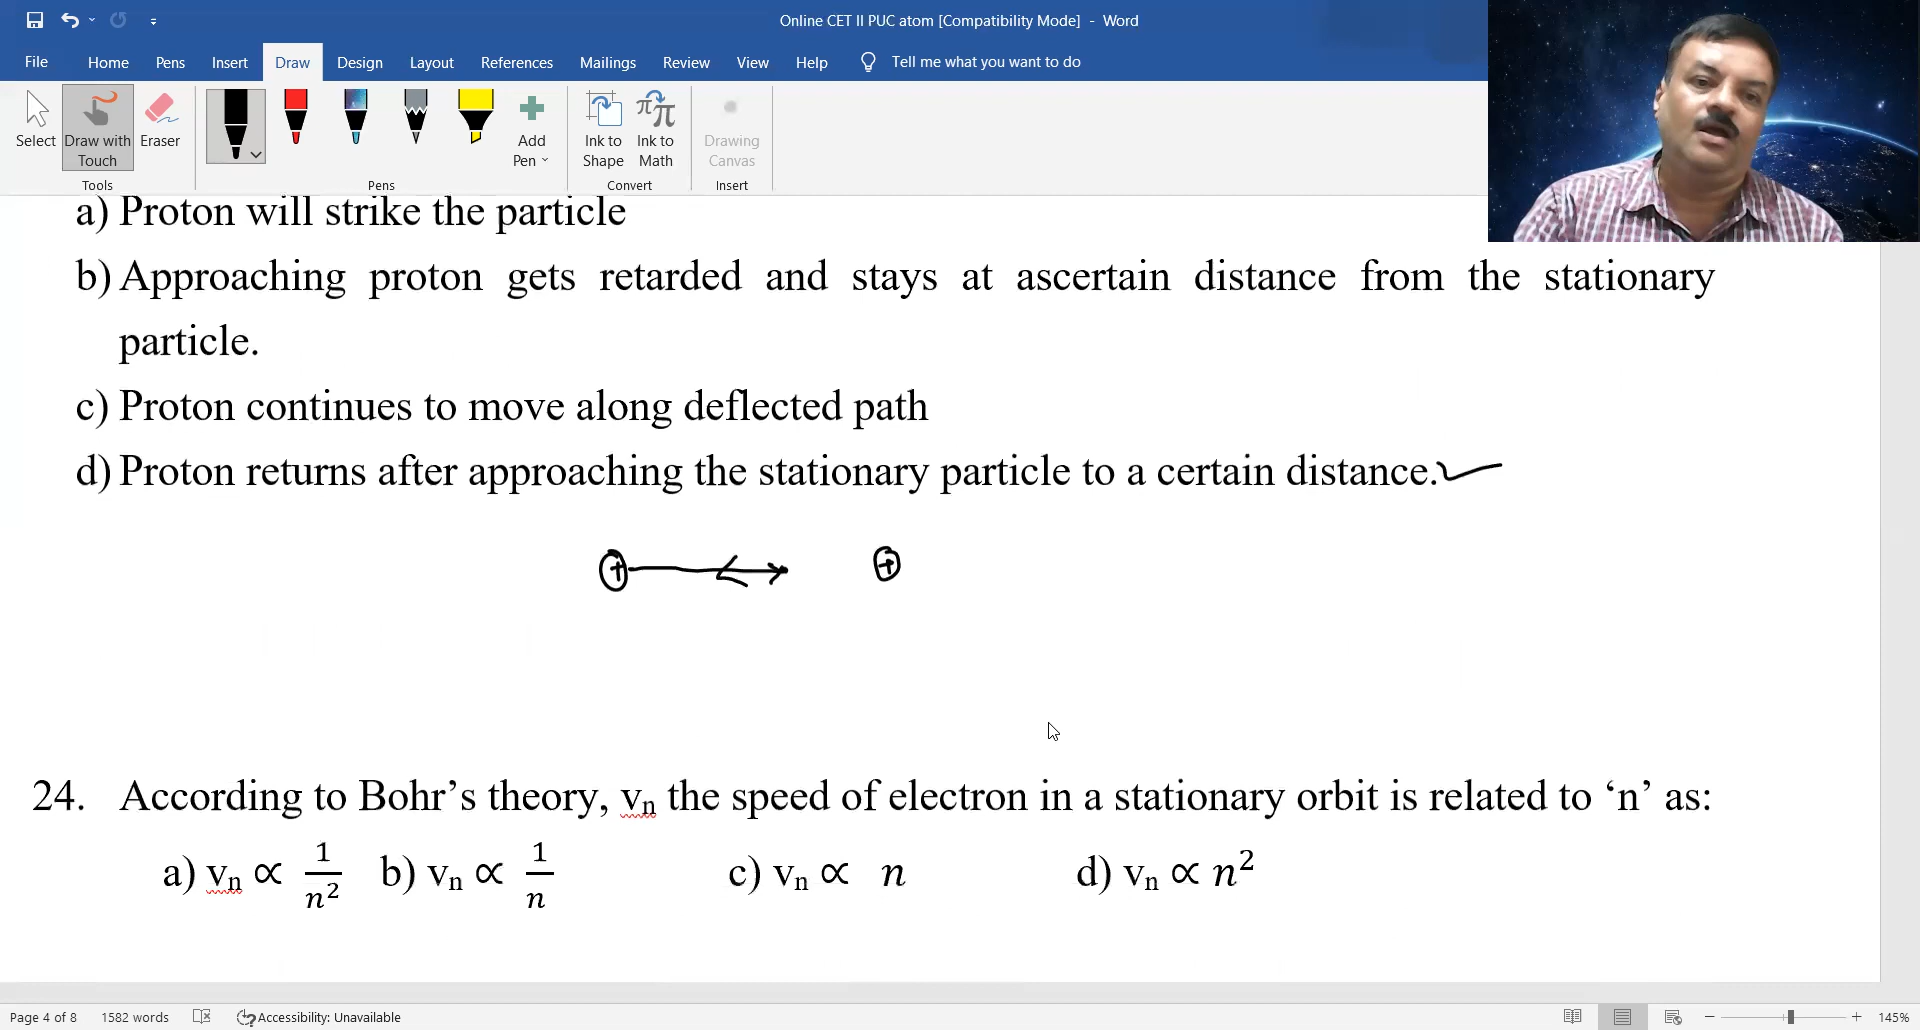 Online CET II PUC atom [Compatibility Mode] - Word
File Home Pens Insert Draw Design Layout References Mailings Review View Help Tell me what you want to do
Select Draw with Touch Eraser Add Pen Ink to Shape Ink to Math Drawing Canvas
Tools Pens Convert Insert
a) Proton will strike the particle
b) Approaching proton gets retarded and stays at ascertain distance from the stationary
particle.
c) Proton continues to move along deflected path
d) Proton returns after approaching the stationary particle to a certain distance.
+ +
24. According to Bohr’s theory, vₙ the speed of electron in a stationary orbit is related to ‘n’ as:
a) vₙ ∝ 1/n² b) vₙ ∝ 1/n c) vₙ ∝ n d) vₙ ∝ n²
Page 4 of 8 1582 words Accessibility: Unavailable 145%